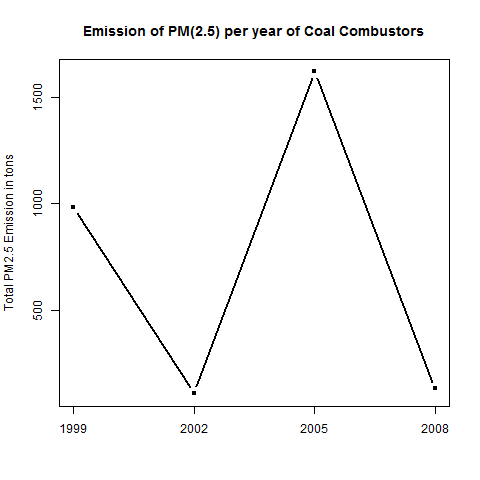 Emission of PM(2.5) per year of Coal Combustors
Total PM2.5 Emission in tons
1500
1000
500
1999 2002 2005 2008